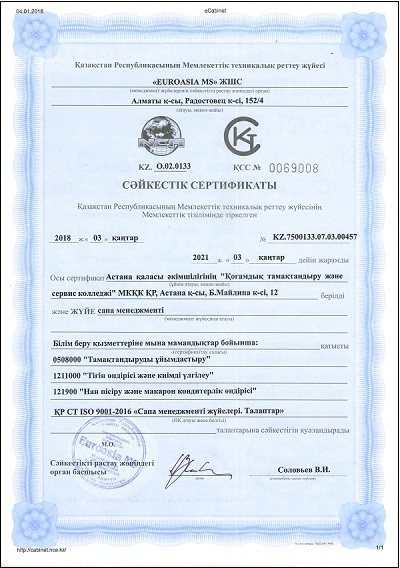 04.01.2018
eCabinet
Қазақстан Республикасының Мемлекеттік техникалық реттеу жүйесі
«EUROASIA MS» ЖШС
(менеджмент жүйелерінің сәйкестігін растау жөніндегі орган)
Алматы қ-сы, Радостовец к-сі, 152/4
(атауы, мекен-жайы)
KZ. О.02.0133
ҚСС № 0069008
СӘЙКЕСТІК СЕРТИФИКАТЫ
Қазақстан Республикасының Мемлекеттік техникалық реттеу жүйесінің
Мемлекеттік тізілімінде тіркелген
2018 ж «03» қаңтар № KZ.7500133.07.03.00457
2021 ж «03» қаңтар дейін жарамды
Осы сертификат Астана қаласы әкімшілігінің "Қоғамдық тамақтандыру және
(ұйым атауы, мекен-жайы)
сервис колледжі" МКҚК ҚР, Астана қ-сы, Б.Майлина к-сі, 12 берілді
және ЖҮЙЕ сапа менеджменті
(менеджмент жүйесінің атауы)
Білім беру қызметтеріне мына мамандықтар бойынша: қатысты
(сертификаттау саласы)
0508000 "Тамақтандыруды ұйымдастыру"
1211000 "Тігін өндірісі және киімді үлгілеу"
121900 "Нан пісіру және макарон кондитерлік өндірісі"
ҚР СТ ISO 9001-2016 «Сапа менеджменті жүйелері. Талаптар»
(НҚ атауы және белгісі)
талаптарына сәйкестігін куәландырады
М.О.
Euroasia MS
Сәйкестікті растау жөніндегі
орган басшысы
Соловьев В.И.
http://cabinet.nca.kz/
1/1